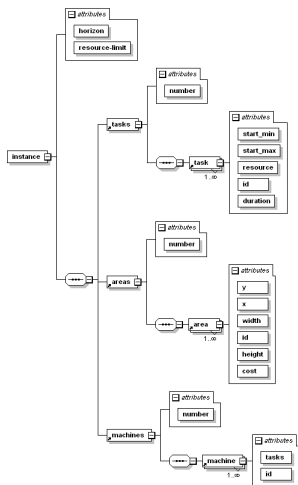 attributes
horizon
resource-limit
instance
attributes
number
tasks
task
1..∞
attributes
start_min
start_max
resource
id
duration
attributes
number
areas
area
1..∞
attributes
y
x
width
id
height
cost
attributes
number
machines
machine
1..∞
attributes
tasks
id